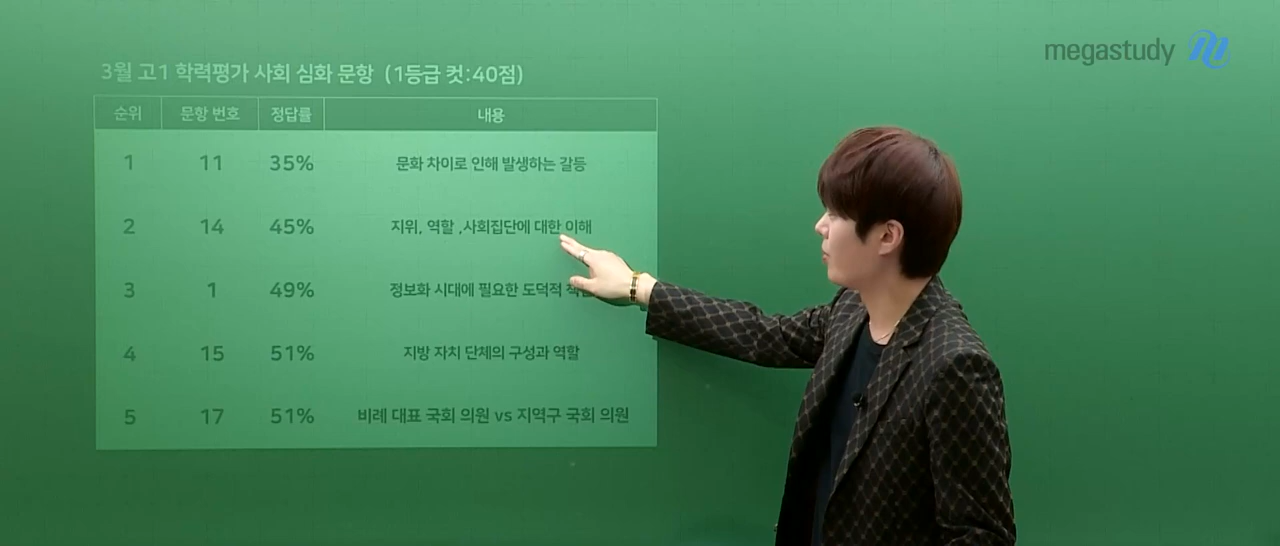 megastudy
3월 고1 학력평가 사회 심화 문항 (1등급 컷:40점)
순위 문항 번호 정답률 내용
1 11 35% 문화 차이로 인해 발생하는 갈등
2 14 45% 지위, 역할 ,사회집단에 대한 이해
3 1 49% 정보화 시대에 필요한 도덕적
4 15 51% 지방 자치 단체의 구성과 역할
5 17 51% 비례 대표 국회 의원 vs 지역구 국회 의원